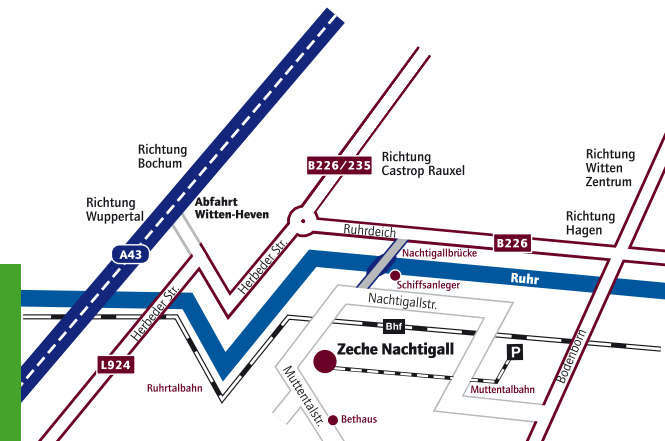 Richtung
Bochum
B226/235
Richtung
Castrop Rauxel
Richtung
Witten
Zentrum
Richtung
Wuppertal
Abfahrt
Witten-Heven
Richtung
Hagen
A43
Herbeder Str.
Ruhrdeich
B226
Nachtigallbrücke
Ruhr
Schiffsanleger
Herbeder Str.
Nachtigallstr.
Bhf
Zeche Nachtigall
P
L924
Ruhrtalbahn
Muttentalstr.
Muttentalbahn
Bodenborn
Bethaus